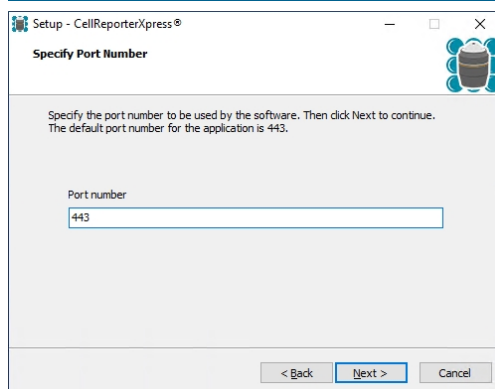 Setup - CellReporterXpress®
Specify Port Number
Specify the port number to be used by the software. Then click Next to continue.
The default port number for the application is 443.
Port number
443
< Back
Next >
Cancel